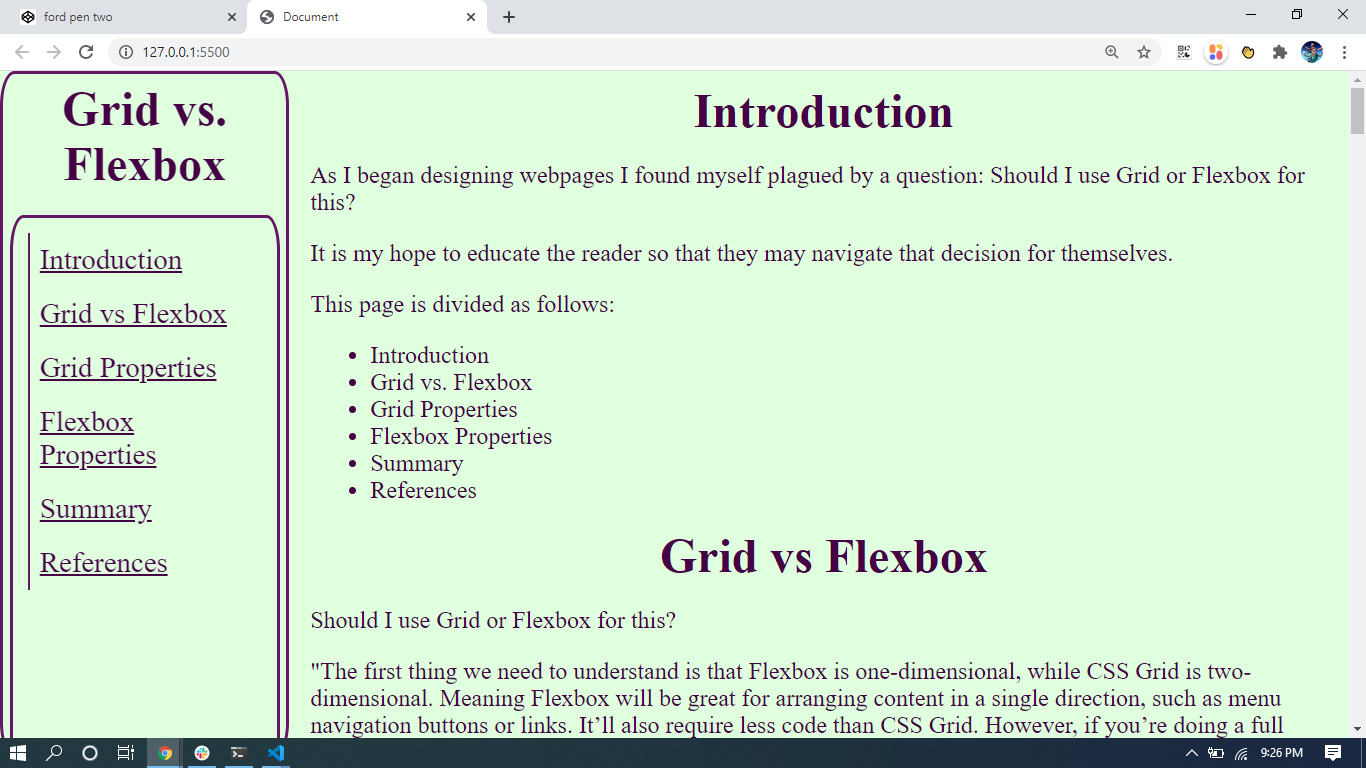 ford pen two
Document
127.0.0.1:5500
Grid vs.
Flexbox
Introduction
Grid vs Flexbox
Grid Properties
Flexbox
Properties
Summary
References
Introduction
As I began designing webpages I found myself plagued by a question: Should I use Grid or Flexbox for
this?
It is my hope to educate the reader so that they may navigate that decision for themselves.
This page is divided as follows:
• Introduction
• Grid vs. Flexbox
• Grid Properties
• Flexbox Properties
• Summary
• References
Grid vs Flexbox
Should I use Grid or Flexbox for this?
"The first thing we need to understand is that Flexbox is one-dimensional, while CSS Grid is two-
dimensional. Meaning Flexbox will be great for arranging content in a single direction, such as menu
navigation buttons or links. It’ll also require less code than CSS Grid. However, if you’re doing a full
9:26 PM